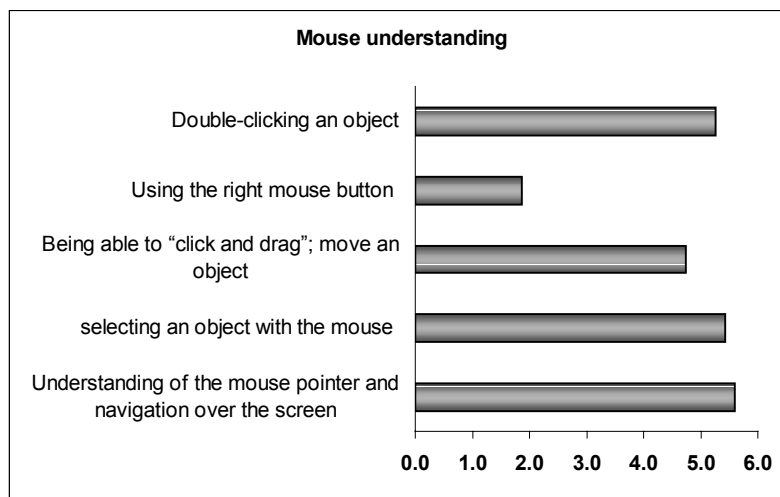 Mouse understanding
Double-clicking an object
Using the right mouse button
Being able to “click and drag”; move an
object
selecting an object with the mouse
Understanding of the mouse pointer and
navigation over the screen
0.0 1.0 2.0 3.0 4.0 5.0 6.0